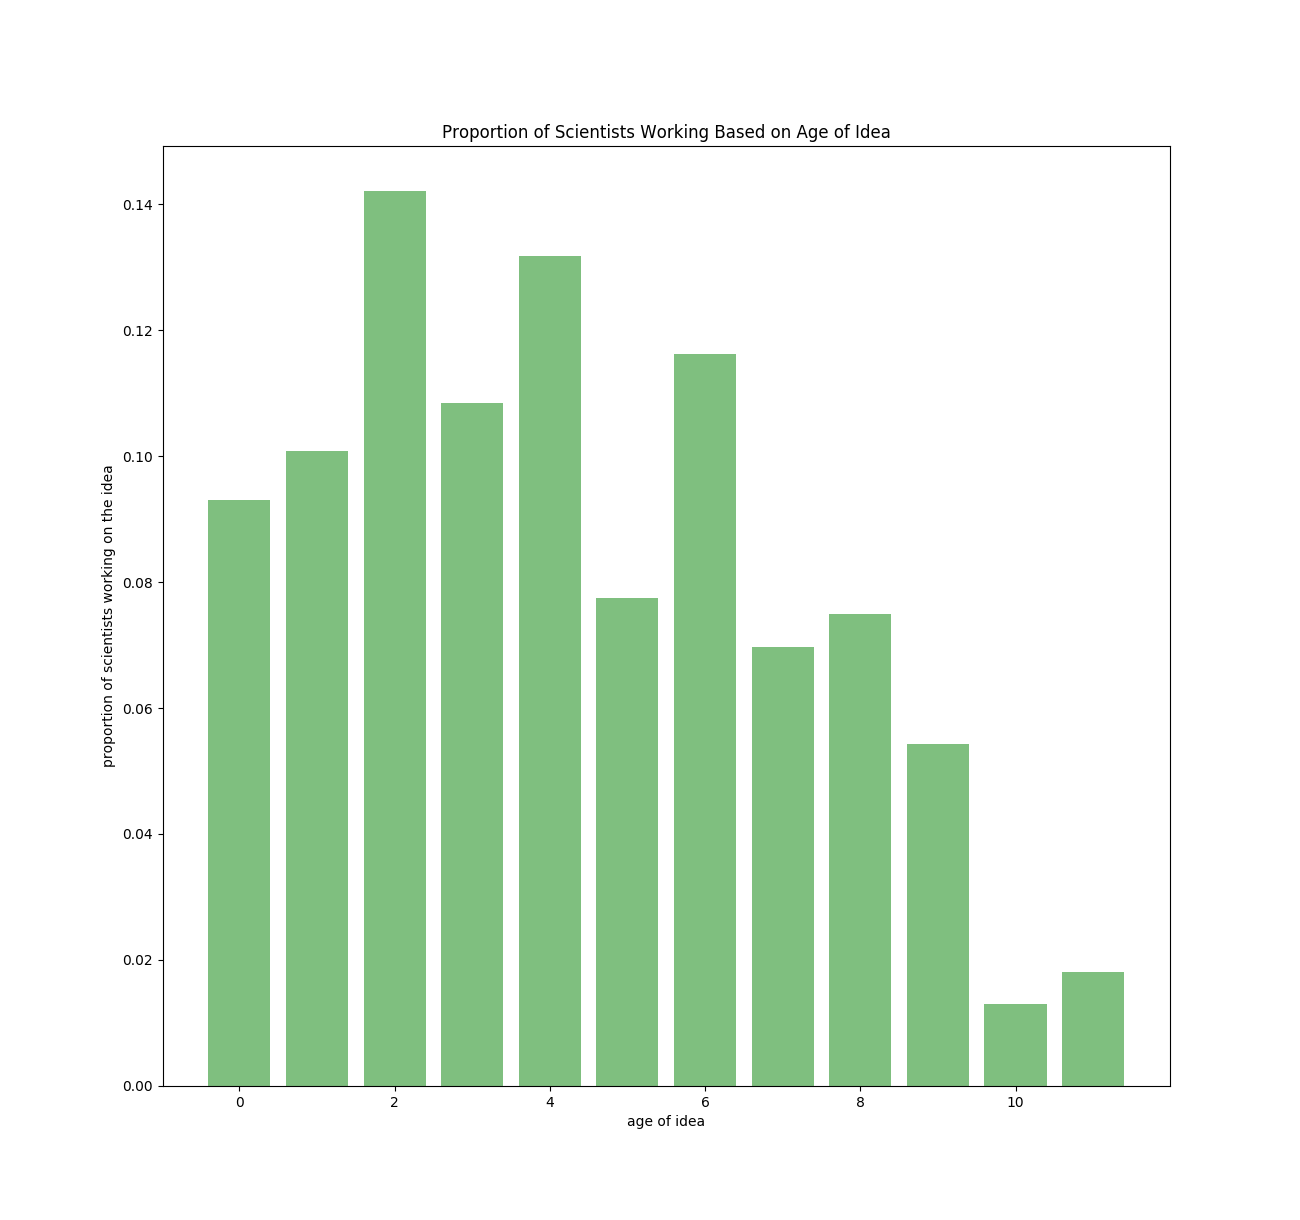 Proportion of Scientists Working Based on Age of Idea
0.14
0.12
0.10
0.08
0.06
0.04
0.02
0.00
proportion of scientists working on the idea
0 2 4 6 8 10
age of idea